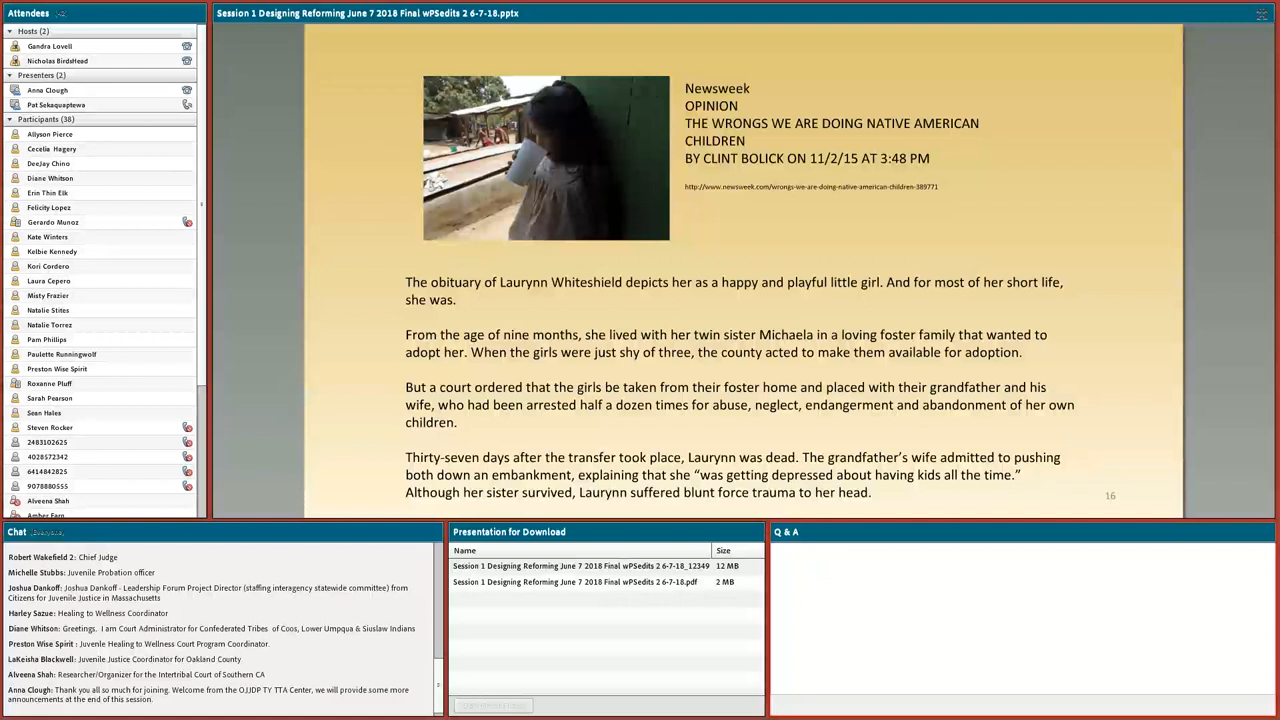 Attendees
Hosts (2)
Gandra Lovell
Nicholas BirdsHead
Presenters (2)
Anna Clough
Pat Sekaquaptewa
Participants (38)
Allyson Pierce
Cecelia Hagery
DeeJay Chino
Diane Whitson
Erin Thin Elk
Felicity Lopez
Gerardo Munoz
Kate Winters
Kelbie Kennedy
Kori Cordero
Laura Cepero
Misty Frazier
Natalie Stites
Natalie Torrez
Pam Phillips
Paulette Runningwolf
Preston Wise Spirit
Roxanne Pluff
Sarah Pearson
Sean Hales
Steven Rocker
2483102625
4028572342
6414842825
9078880555
Alveena Shah
Amber Farn
Session 1 Designing Reforming June 7 2018 Final wPSedits 2 6-7-18.pptx
Newsweek
OPINION
THE WRONGS WE ARE DOING NATIVE AMERICAN
CHILDREN
BY CLINT BOLICK ON 11/2/15 AT 3:48 PM
http://www.newsweek.com/wrongs-we-are-doing-native-american-children-389771
The obituary of Laurynn Whiteshield depicts her as a happy and playful little girl. And for most of her short life,
she was.
From the age of nine months, she lived with her twin sister Michaela in a loving foster family that wanted to
adopt her. When the girls were just shy of three, the county acted to make them available for adoption.
But a court ordered that the girls be taken from their foster home and placed with their grandfather and his
wife, who had been arrested half a dozen times for abuse, neglect, endangerment and abandonment of her own
children.
Thirty-seven days after the transfer took place, Laurynn was dead. The grandfather's wife admitted to pushing
both down an embankment, explaining that she “was getting depressed about having kids all the time.”
Although her sister survived, Laurynn suffered blunt force trauma to her head.
16
Chat (Everyone)
Robert Wakefield 2: Chief Judge
Michelle Stubbs: Juvenile Probation officer
Joshua Dankoff: Joshua Dankoff - Leadership Forum Project Director (staffing interagency statewide committee) from
Citizens for Juvenile Justice in Massachusetts
Harley Sazue: Healing to Wellness Coordinator
Diane Whitson: Greetings. I am Court Administrator for Confederated Tribes of Coos, Lower Umpqua & Siuslaw Indians
Preston Wise Spirit : Juvenle Healing to Wellness Court Program Coordinator.
LaKeisha Blackwell: Juvenile Justice Coordinator for Oakland County
Alveena Shah: Researcher/Organizer for the Intertribal Court of Southern CA
Anna Clough: Thank you all so much for joining. Welcome from the OJJDP TY TTA Center, we will provide some more
announcements at the end of this session.
Presentation for Download
Name Size
Session 1 Designing Reforming June 7 2018 Final wPSedits 2 6-7-18_12349 12 MB
Session 1 Designing Reforming June 7 2018 Final wPSedits 2 6-7-18.pdf 2 MB
Q & A